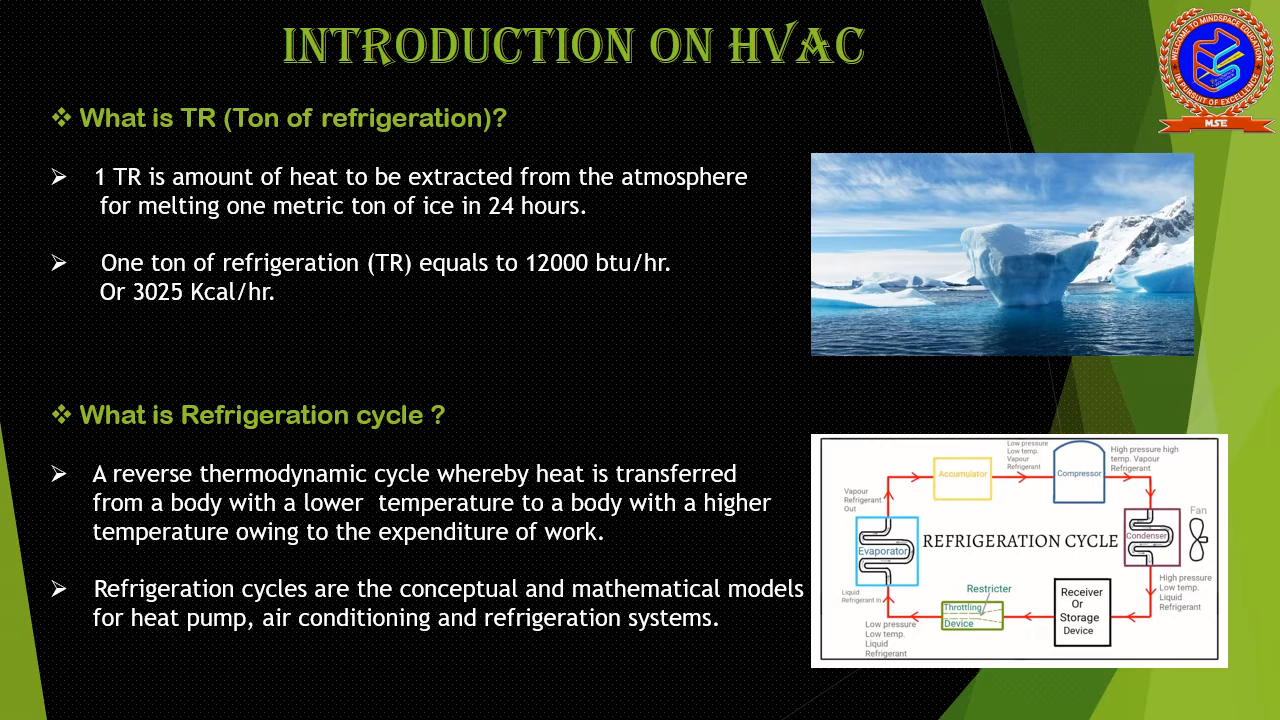 INTRODUCTION ON HVAC
WELCOME TO MINDSPACE EDUCATION
IN PURSUIT OF EXCELLENCE
MSE
❖ What is TR (Ton of refrigeration)?
➢ 1 TR is amount of heat to be extracted from the atmosphere
for melting one metric ton of ice in 24 hours.
➢ One ton of refrigeration (TR) equals to 12000 btu/hr.
Or 3025 Kcal/hr.
❖ What is Refrigeration cycle ?
➢ A reverse thermodynamic cycle whereby heat is transferred
from a body with a lower temperature to a body with a higher
temperature owing to the expenditure of work.
➢ Refrigeration cycles are the conceptual and mathematical models
for heat pump, air conditioning and refrigeration systems.
Low pressure
Low temp.
Vapour
Refrigerant
High pressure high
temp. Vapour
Refrigerant
Accumulator
Compressor
Vapour
Refrigerant
Out
Fan
Evaporator
REFRIGERATION CYCLE
Condenser
Liquid
Refrigerant In
Restricter
Throttling
Device
Receiver
Or
Storage
Device
High pressure
Low temp.
Liquid
Refrigerant
Low pressure
Low temp.
Liquid
Refrigerant